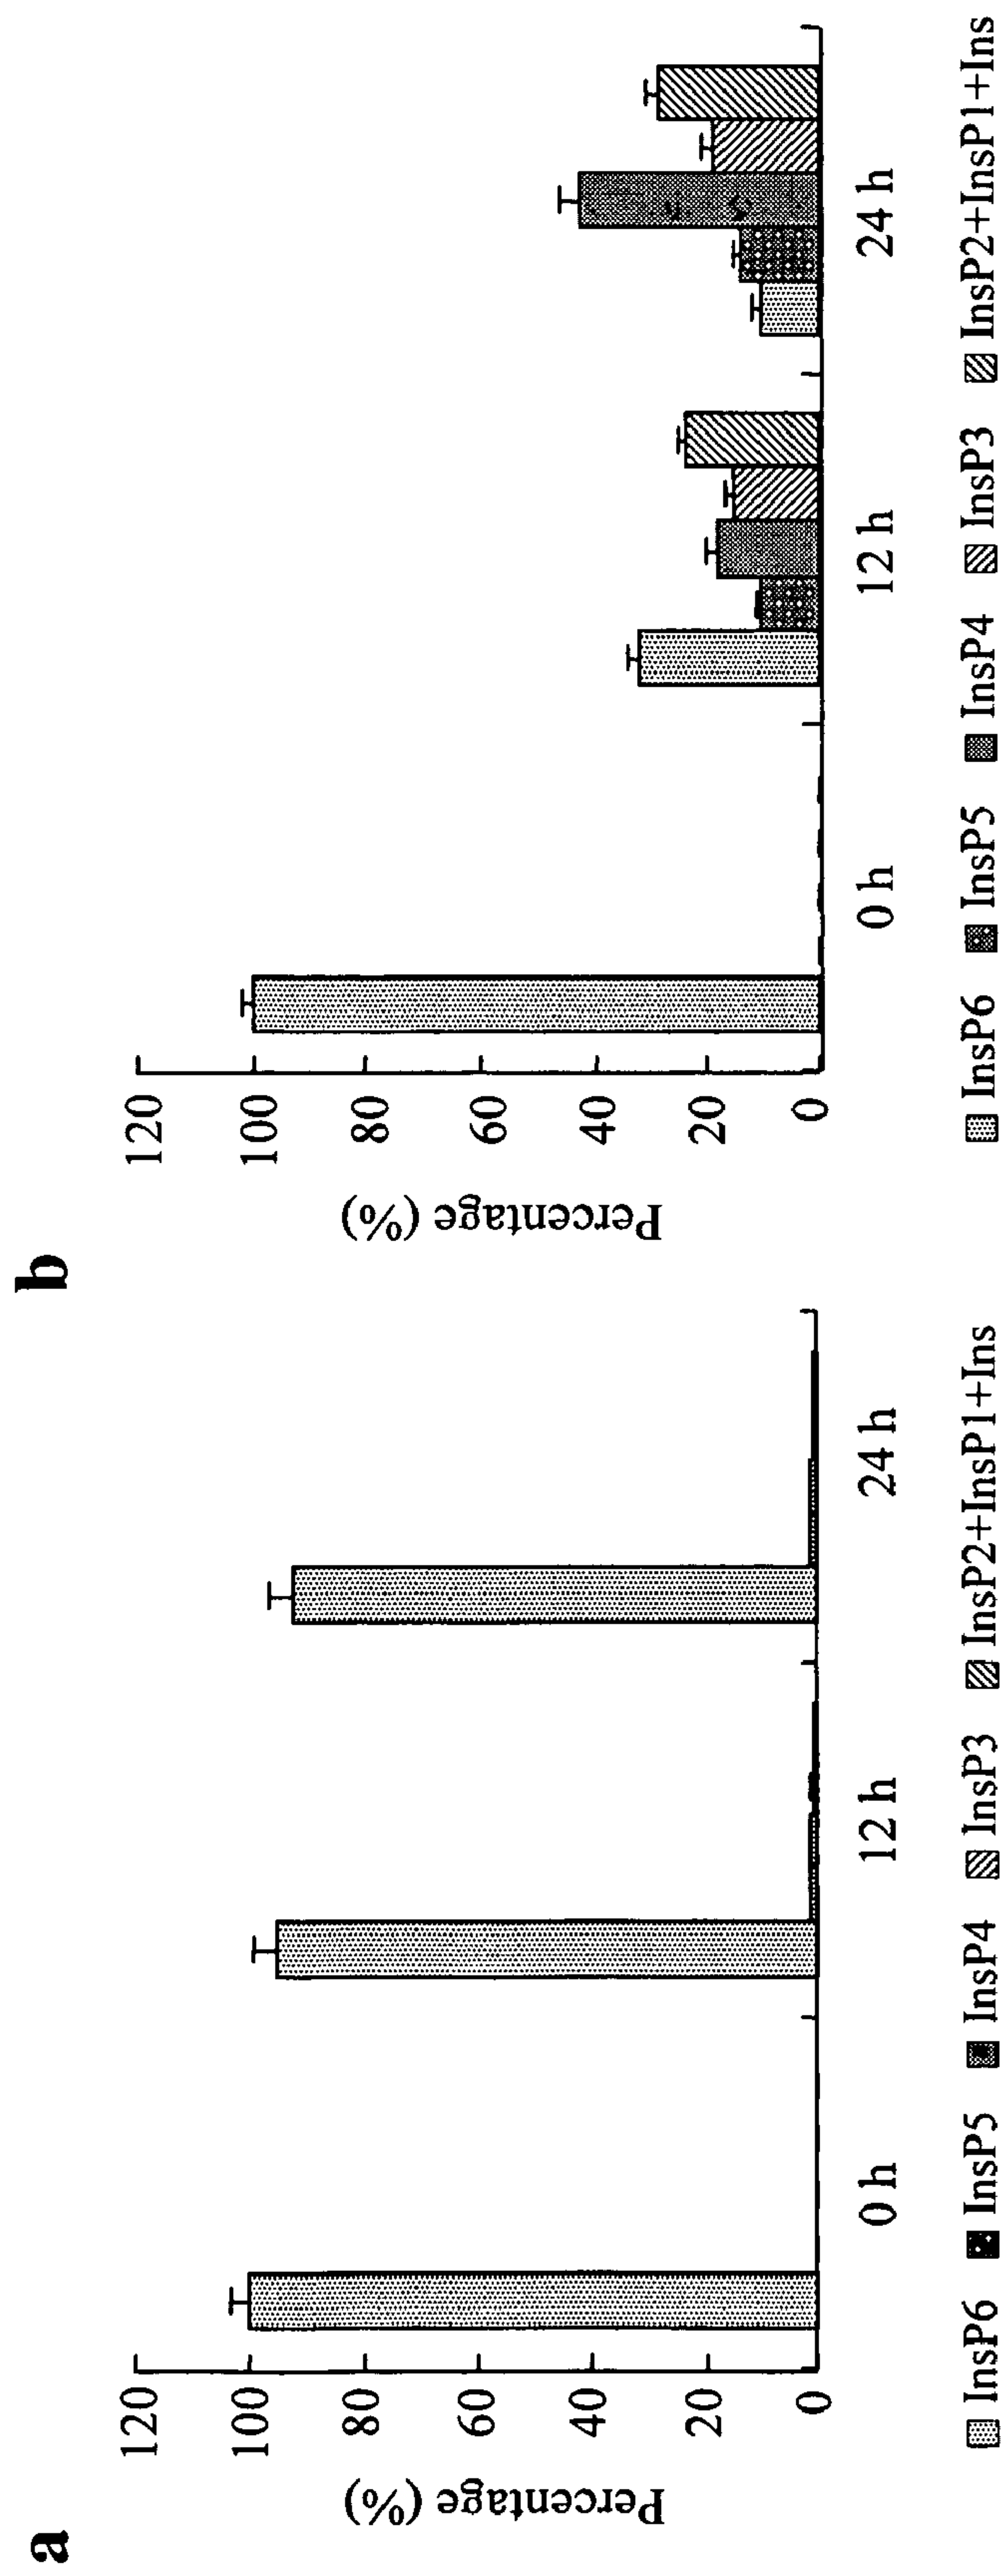 a
Percentage (%)
120
100
80
60
40
20
0
0 h
12 h
24 h
InsP6 InsP5 InsP4 InsP3 InsP2+InsP1+Ins
b
Percentage (%)
120
100
80
60
40
20
0
0 h
12 h
24 h
InsP6 InsP5 InsP4 InsP3 InsP2+InsP1+Ins